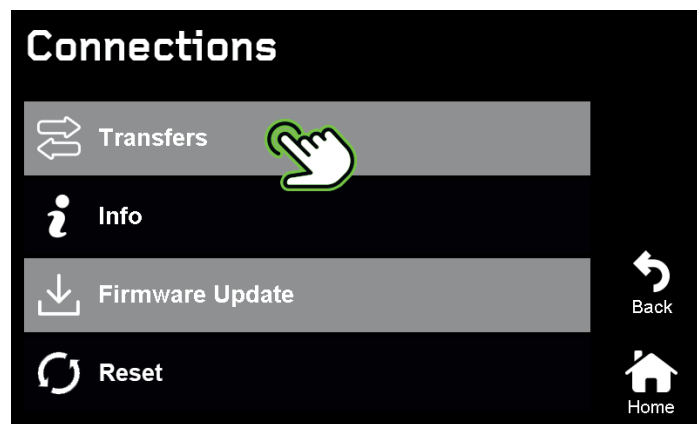 Connections
Transfers
Info
Firmware Update
Reset
Back
Home